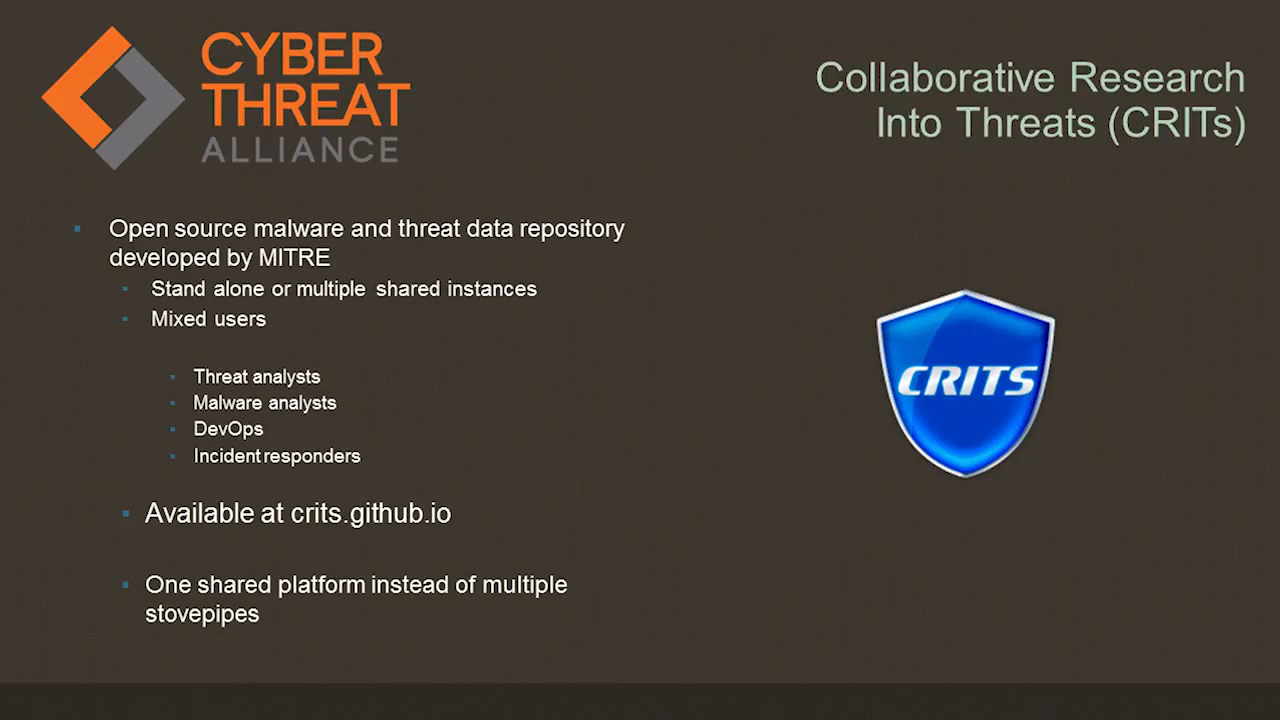 CYBER
THREAT
ALLIANCE
Collaborative Research
Into Threats (CRITs)
Open source malware and threat data repository
developed by MITRE
Stand alone or multiple shared instances
Mixed users
Threat analysts
Malware analysts
DevOps
Incident responders
Available at crits.github.io
One shared platform instead of multiple
stovepipes
CRITS